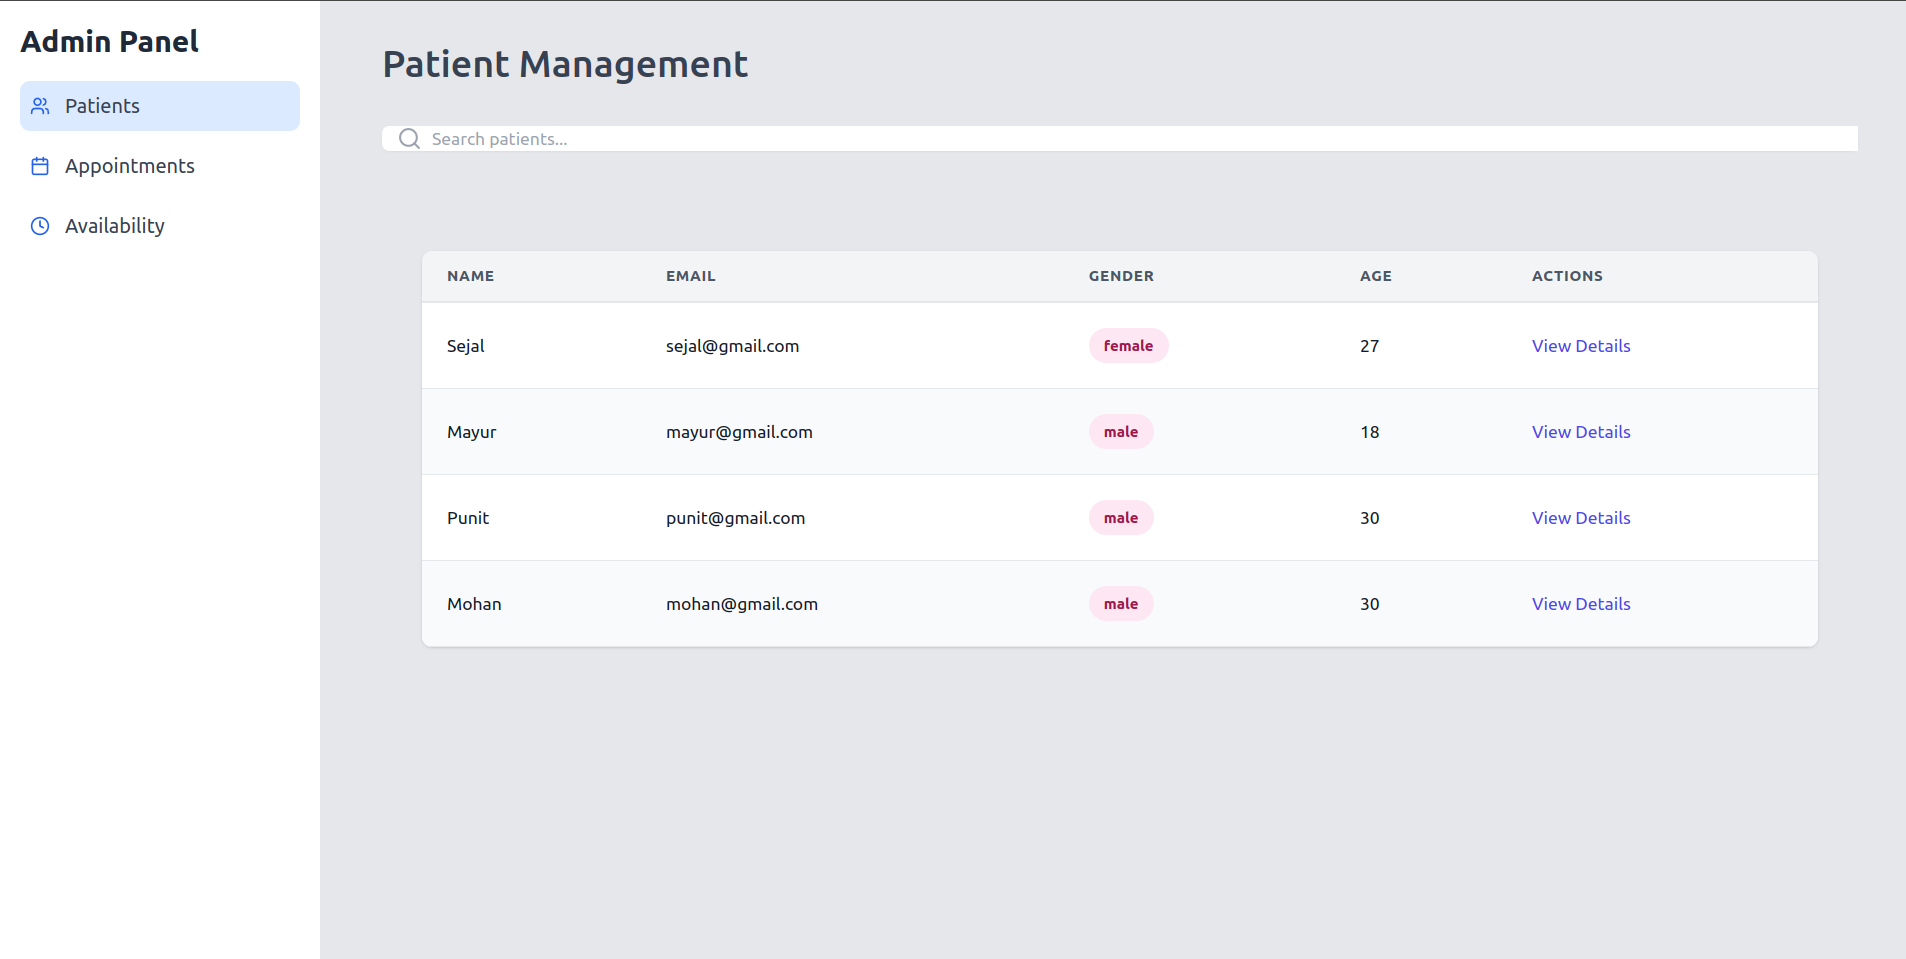 Admin Panel
Patients
Appointments
Availability
Patient Management
Search patients...
NAME EMAIL GENDER AGE ACTIONS
Sejal sejal@gmail.com female 27 View Details
Mayur mayur@gmail.com male 18 View Details
Punit punit@gmail.com male 30 View Details
Mohan mohan@gmail.com male 30 View Details